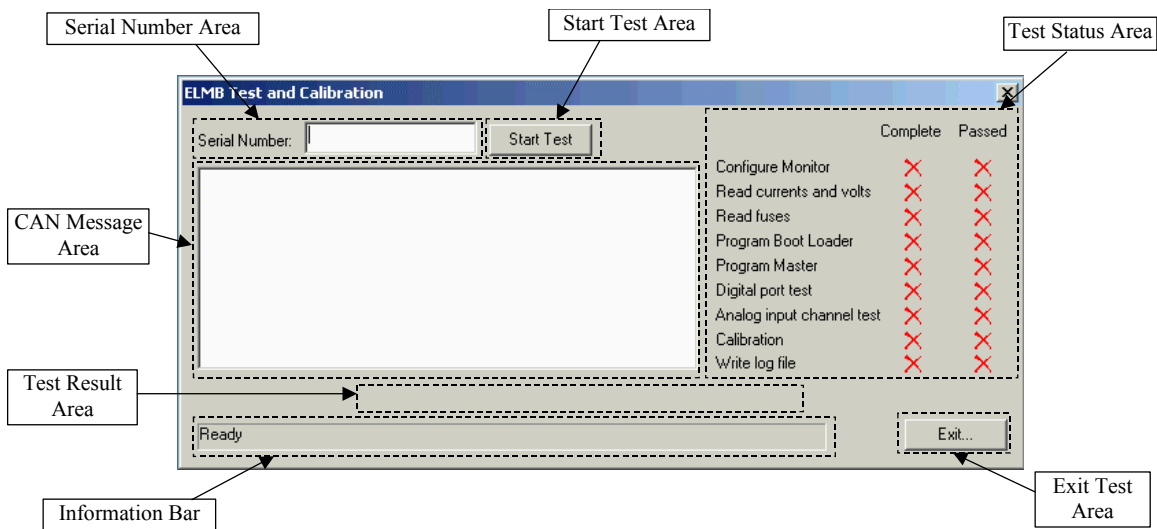 Serial Number Area
Start Test Area
Test Status Area
ELMB Test and Calibration
Serial Number:
Start Test
Complete Passed
Configure Monitor
Read currents and volts
Read fuses
Program Boot Loader
Program Master
Digital port test
Analog input channel test
Calibration
Write log file
CAN Message
Area
Test Result
Area
Ready
Exit...
Information Bar
Exit Test
Area